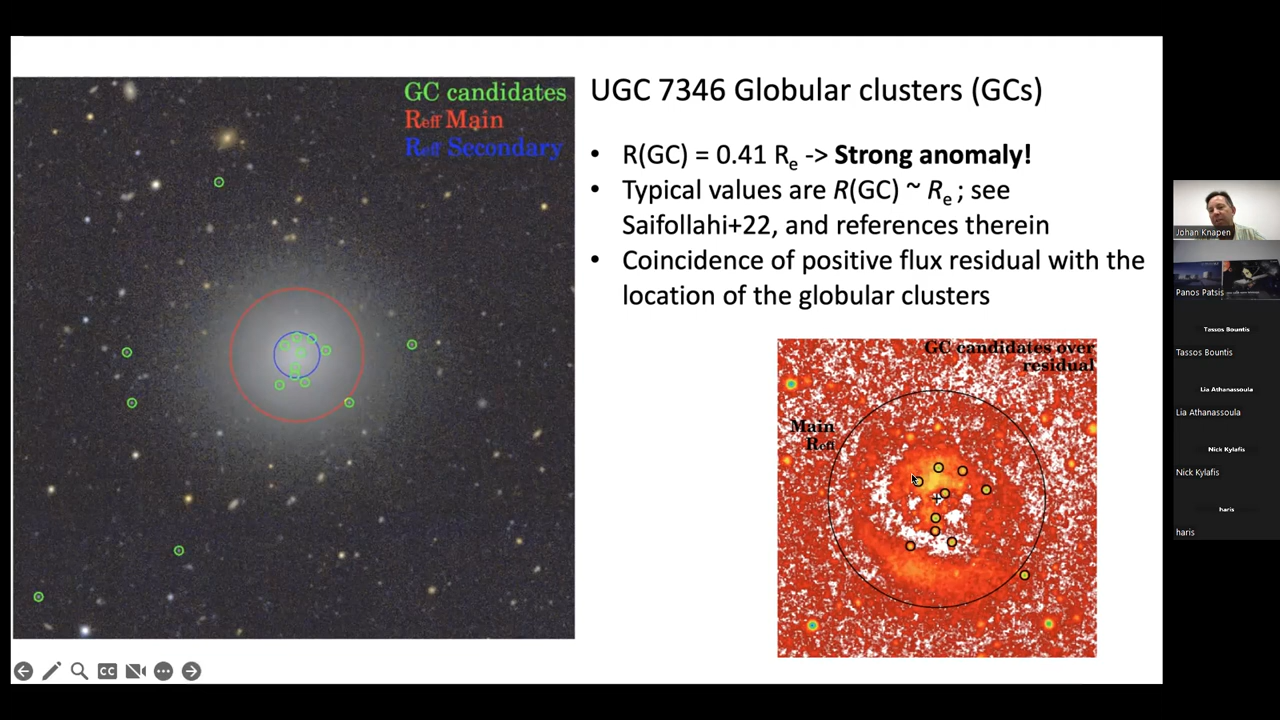 GC candidates
Reff Main
Reff Secondary
UGC 7346 Globular clusters (GCs)
• R(GC) = 0.41 Re -> Strong anomaly!
• Typical values are R(GC) ~ Re ; see
Saifollahi+22, and references therein
• Coincidence of positive flux residual with the
location of the globular clusters
GC candidates over
residual
Main
Reff
CC
Johan Knapen
Panos Patsis
Tassos Bountis
Tassos Bountis
Lia Athanassoula
Lia Athanassoula
Nick Kylafis
Nick Kylafis
haris
haris